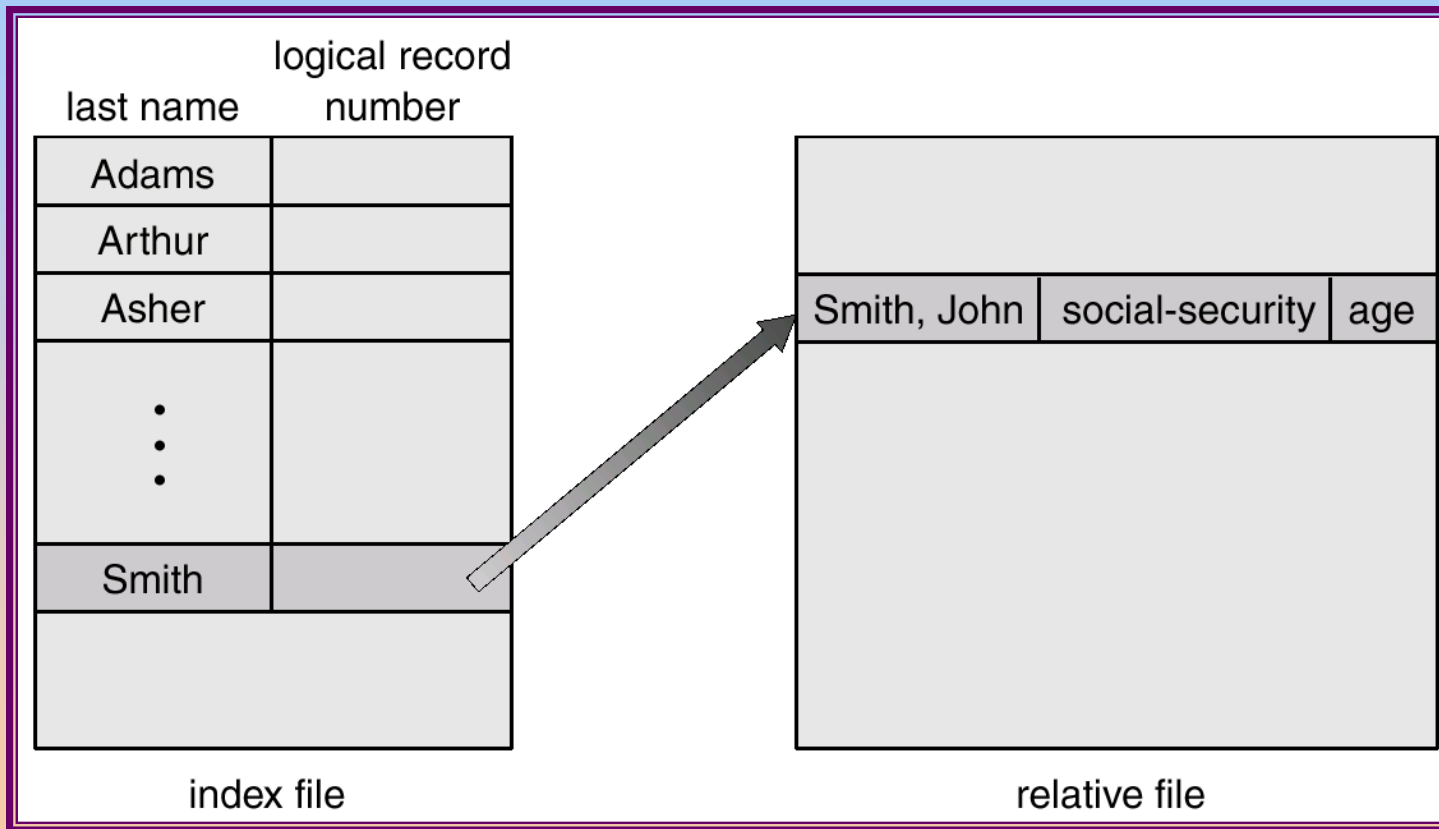 logical record
last name number
Adams
Arthur
Asher
Smith
Smith, John social-security age
index file
relative file